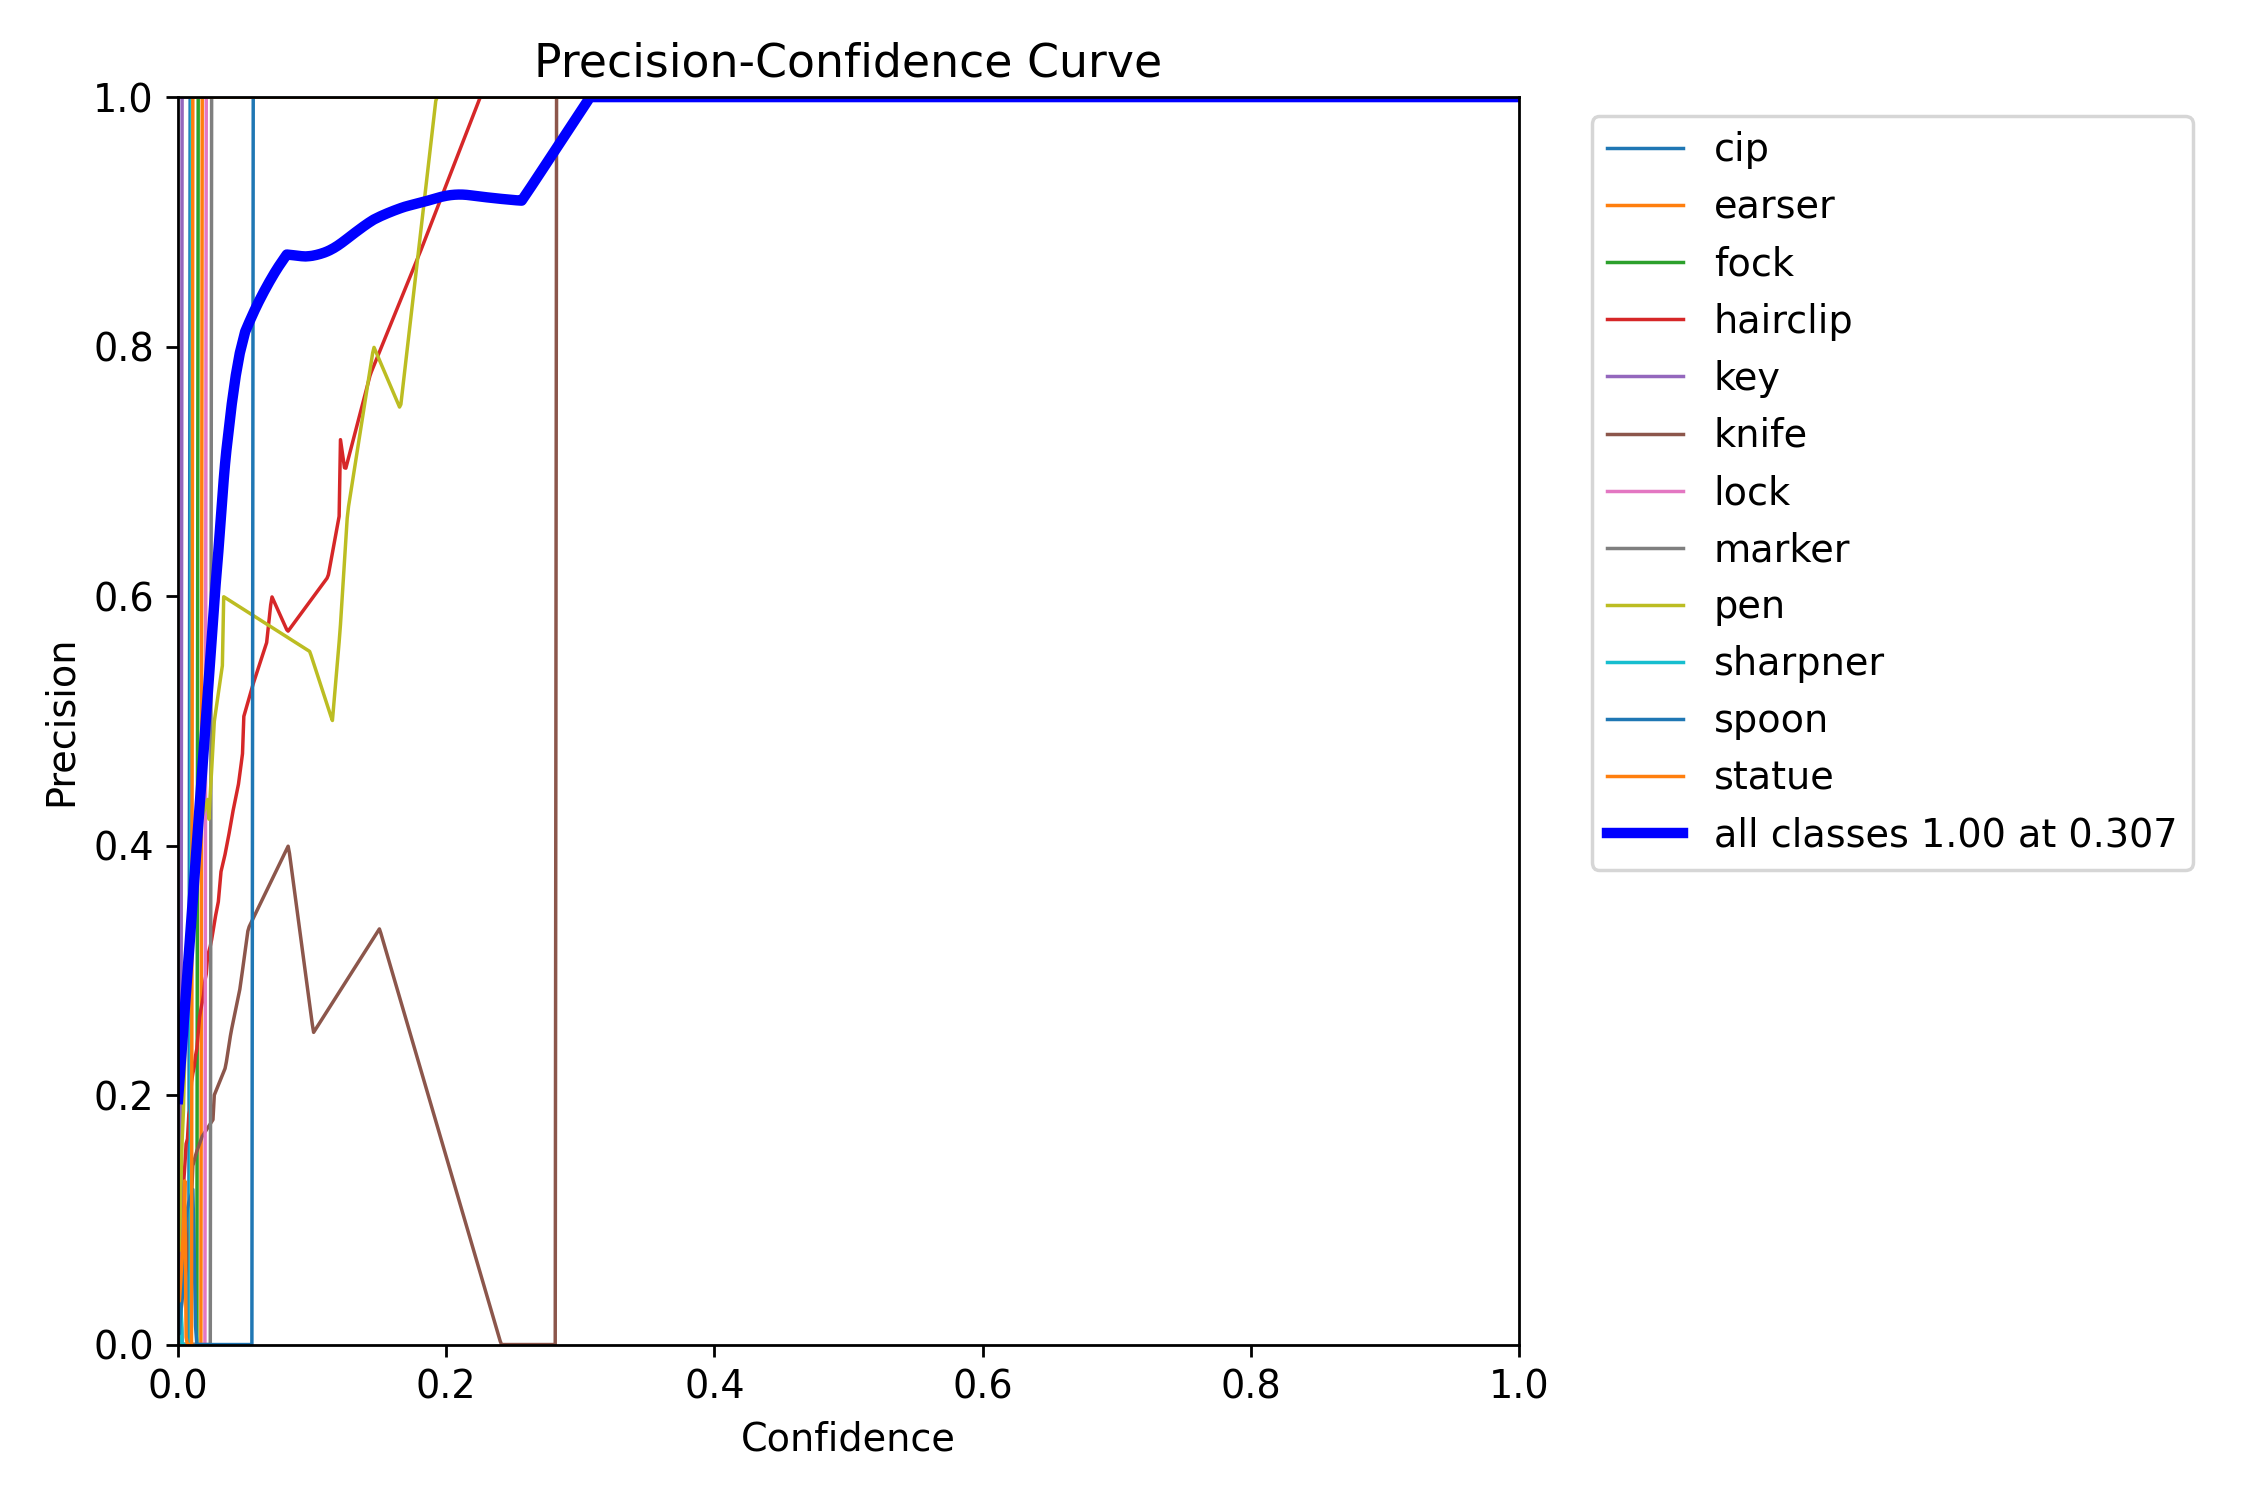 Precision-Confidence Curve
1.0
0.8
0.6
0.4
0.2
0.0
Precision
0.0 0.2 0.4 0.6 0.8 1.0
Confidence
cip
earser
fock
hairclip
key
knife
lock
marker
pen
sharpner
spoon
statue
all classes 1.00 at 0.307